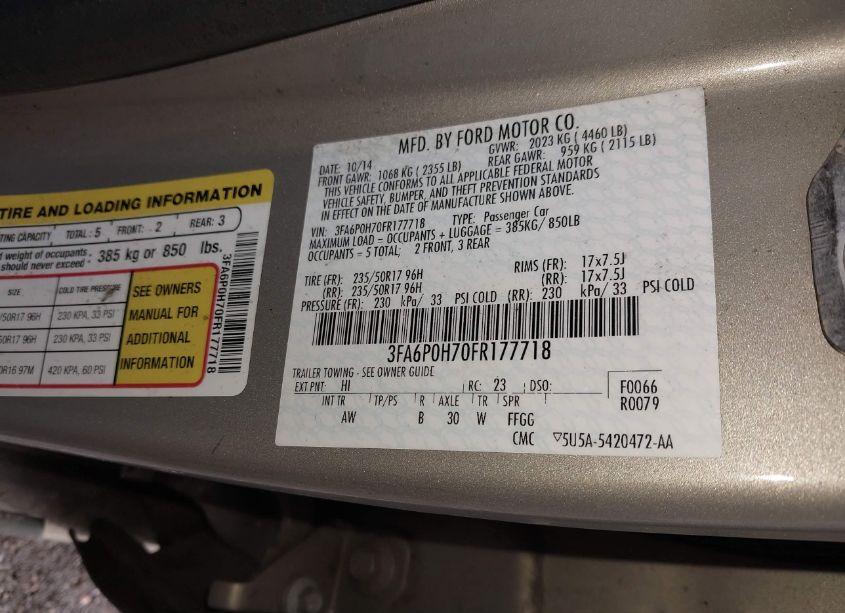 TIRE AND LOADING INFORMATION
TING CAPACITY TOTAL: 5 FRONT: 2 REAR: 3
d weight of occupants
should never exceed 385 kg or 850 lbs.
SIZE COLD TIRE PRESSURE SEE OWNERS MANUAL FOR ADDITIONAL INFORMATION
/50R17 96H 230 KPA, 33 PSI
0R17 96H 230 KPA, 33 PSI
0R16 97M 420 KPA, 60 PSI
3FA6P0H70FR177718
MFD. BY FORD MOTOR CO.
DATE: 10/14 GVWR: 2023 KG ( 4460 LB)
FRONT GAWR: 1068 KG ( 2355 LB) REAR GAWR: 959 KG ( 2115 LB)
THIS VEHICLE CONFORMS TO ALL APPLICABLE FEDERAL MOTOR
VEHICLE SAFETY, BUMPER, AND THEFT PREVENTION STANDARDS
IN EFFECT ON THE DATE OF MANUFACTURE SHOWN ABOVE.
VIN: 3FA6P0H70FR177718 TYPE: Passenger Car
MAXIMUM LOAD = OCCUPANTS + LUGGAGE = 385KG/ 850LB
OCCUPANTS = 5 TOTAL; 2 FRONT, 3 REAR
TIRE (FR): 235/50R17 96H RIMS (FR): 17x7.5J
(RR): 235/50R17 96H (RR): 17x7.5J
PRESSURE (FR): 230 kPa/ 33 PSI COLD (RR): 230 kPa/ 33 PSI COLD
3FA6P0H70FR177718
TRAILER TOWING - SEE OWNER GUIDE
EXT PNT: HI RC: 23 DSO: F0066
INT TR TP/PS R AXLE TR SPR R0079
AW B 30 W FFGG
CMC 5U5A-5420472-AA